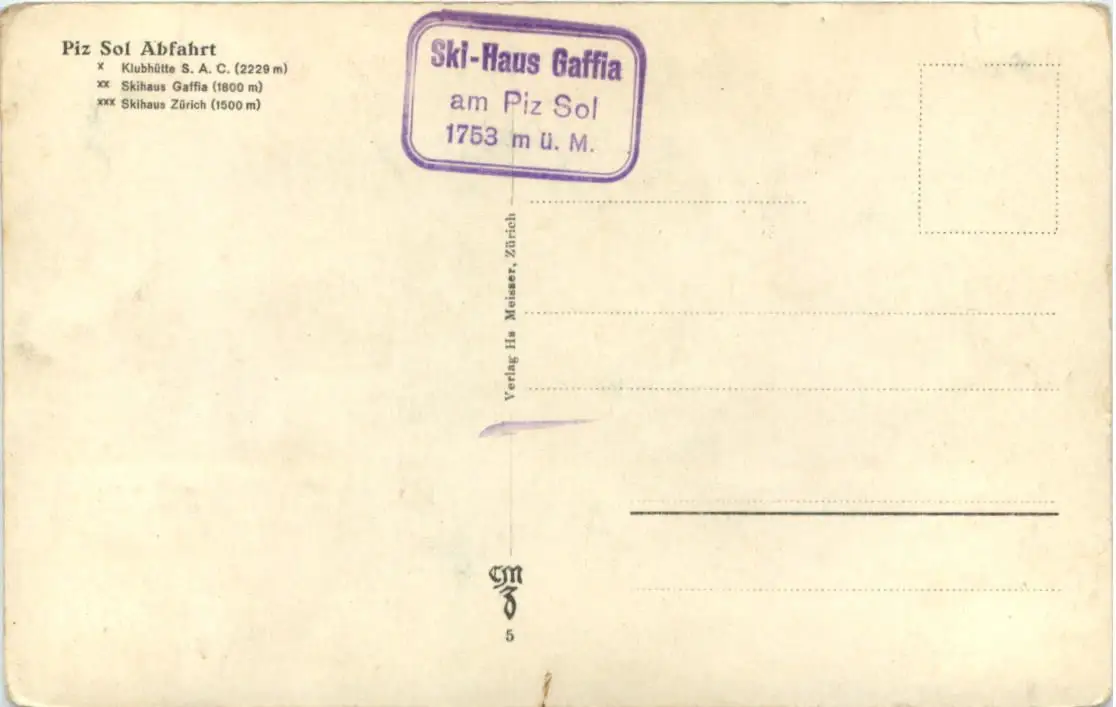 Piz Sol Abfahrt
x Klubhütte S. A. C. (2229 m)
xx Skihaus Gaffia (1800 m)
xxx Skihaus Zürich (1500 m)
Ski-Haus Gaffia
am Piz Sol
1753 m ü. M.
Verlag Hs Meisser, Zürich
5